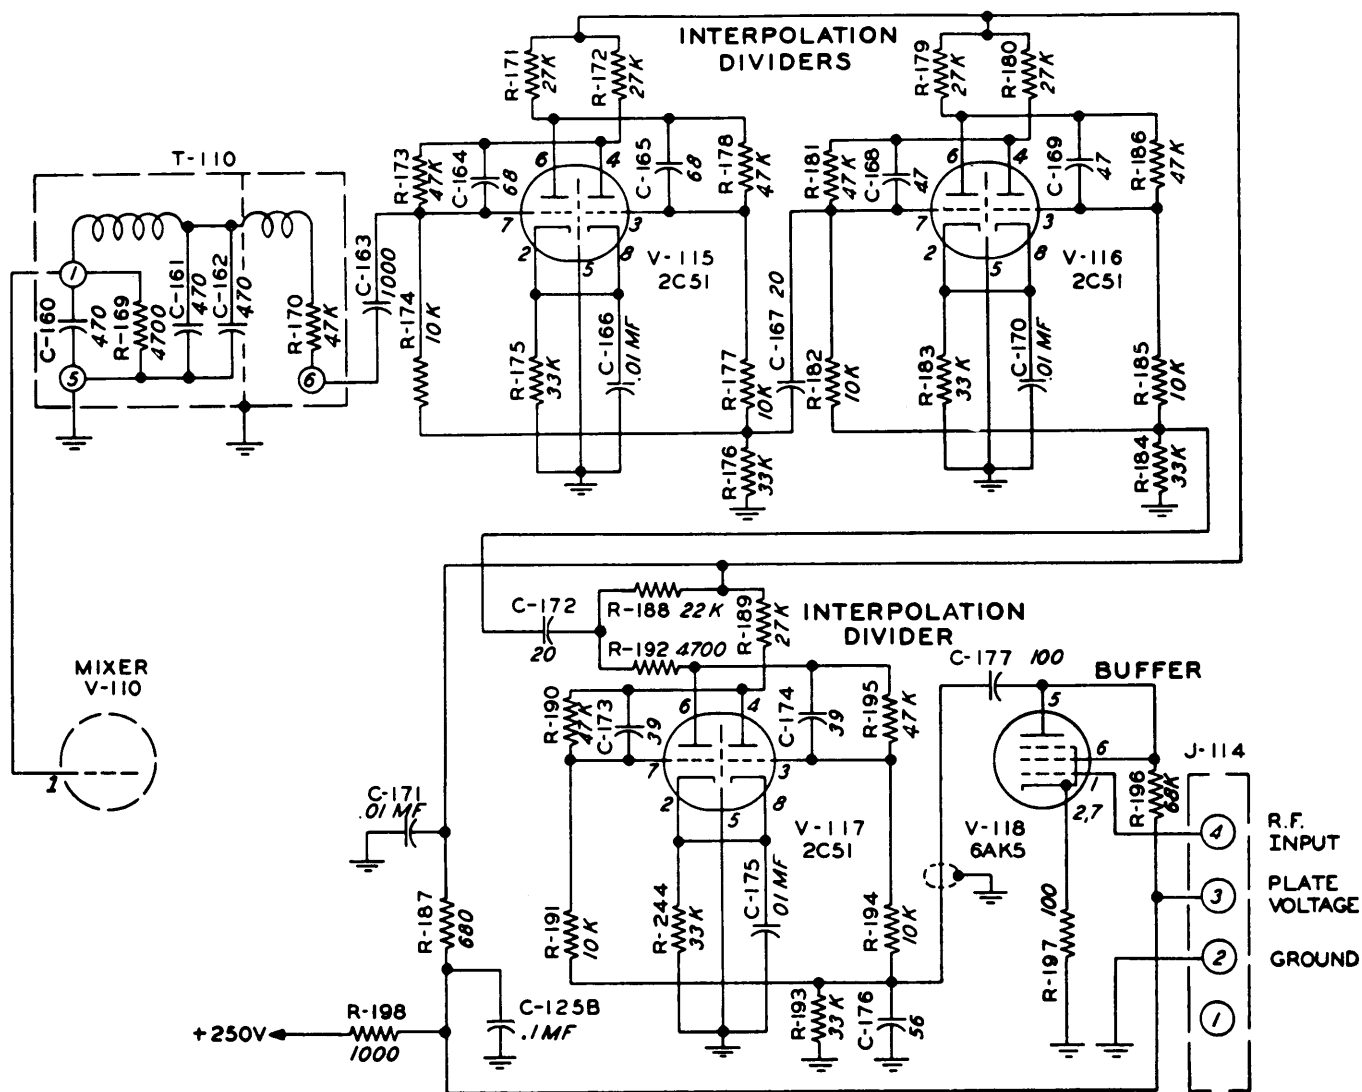 INTERPOLATION
DIVIDERS
R-171
27K
R-172
27K
R-179
27K
R-180
27K
T-110
R-173
47K
C-164
68
6
4
C-165
68
R-178
47K
R-181
47K
C-168
47
6
4
C-169
47
R-186
47K
1
C-160
470
R-169
4700
C-161
470
C-162
470
R-170
47K
5
6
C-163
1000
R-174
10K
7
3
2
8
5
V-115
2C51
R-175
33K
C-166
.01 MF
R-177
10K
R-176
33K
C-167
20
R-182
10K
7
3
2
8
5
V-116
2C51
R-183
33K
C-170
.01 MF
R-185
10K
R-184
33K
C-172
20
R-188 22K
R-189
27K
R-192 4700
INTERPOLATION
DIVIDER
C-177 100
BUFFER
MIXER
V-110
1
R-190
47K
C-173
39
6
4
C-174
39
R-195
47K
7
3
2
8
5
V-117
2C51
5
6
1
2,7
V-118
6AK5
R-196
68K
J-114
4
R.F.
INPUT
3
PLATE
VOLTAGE
2
GROUND
1
C-171
.01 MF
R-187
680
R-191
10K
R-244
33K
C-175
.01 MF
R-194
10K
R-197
100
R-193
33K
C-176
56
C-125B
.1MF
+250V
R-198
1000